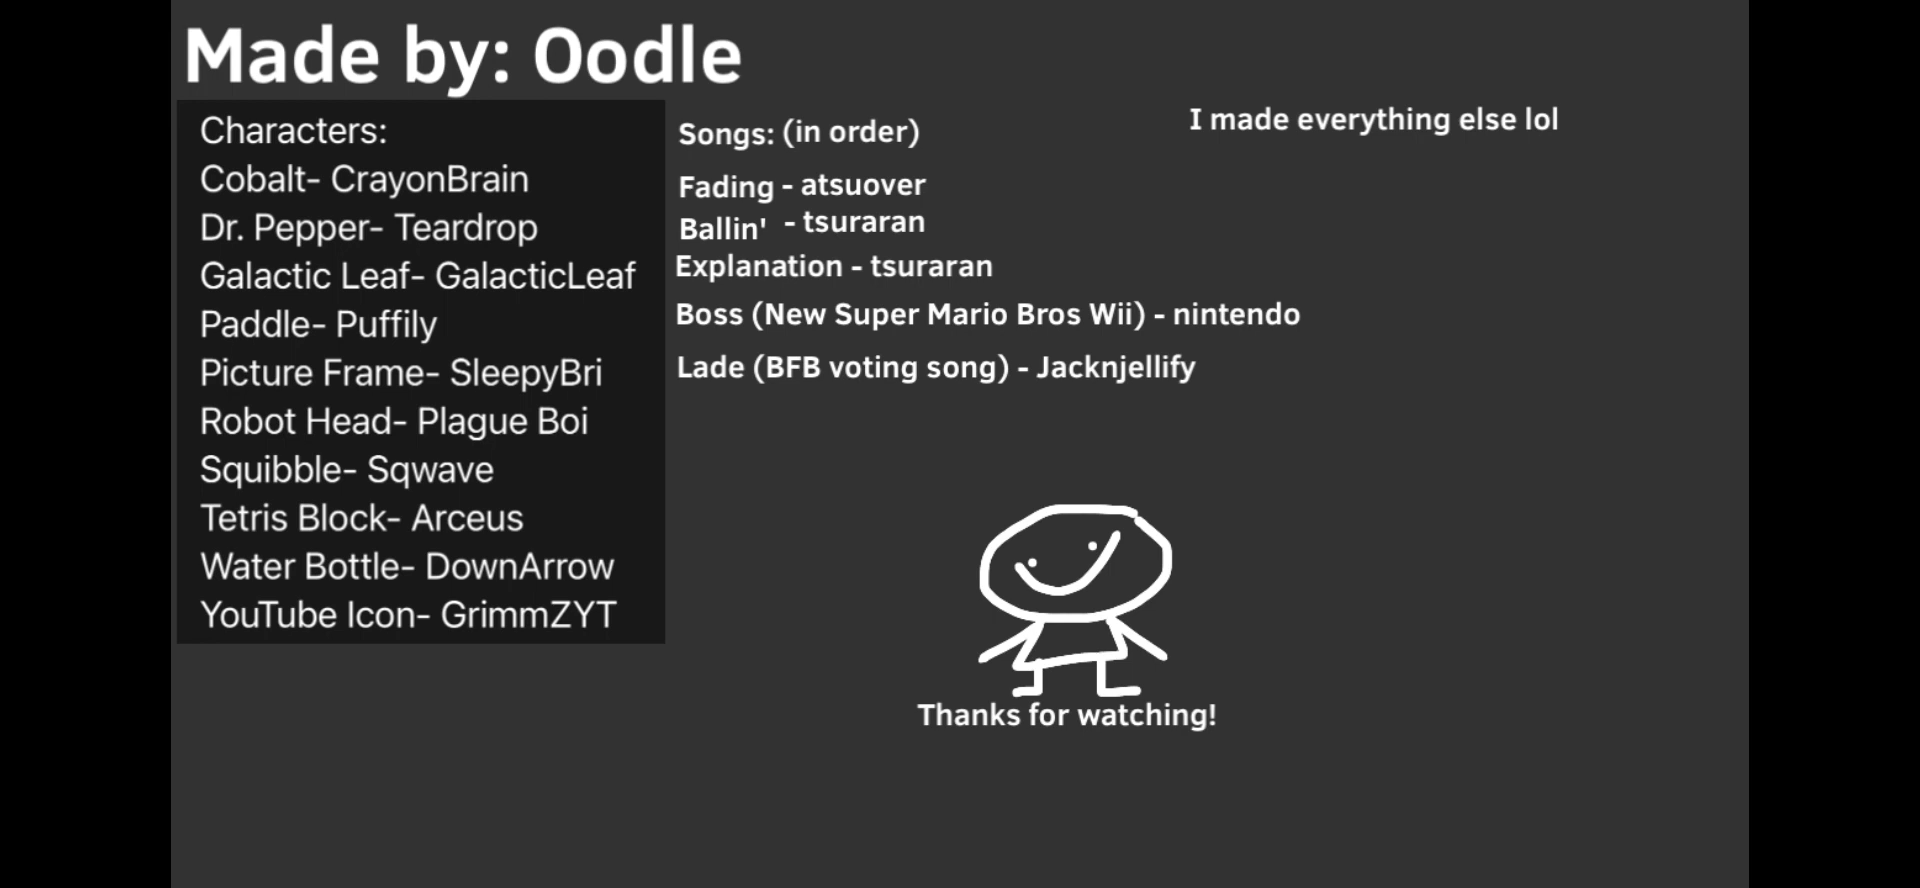 Made by: Oodle
Characters:
Cobalt- CrayonBrain
Dr. Pepper- Teardrop
Galactic Leaf- GalacticLeaf
Paddle- Puffily
Picture Frame- SleepyBri
Robot Head- Plague Boi
Squibble- Sqwave
Tetris Block- Arceus
Water Bottle- DownArrow
YouTube Icon- GrimmZYT
Songs: (in order)
Fading - atsuover
Ballin' - tsuraran
Explanation - tsuraran
Boss (New Super Mario Bros Wii) - nintendo
Lade (BFB voting song) - Jacknjellify
I made everything else lol
Thanks for watching!